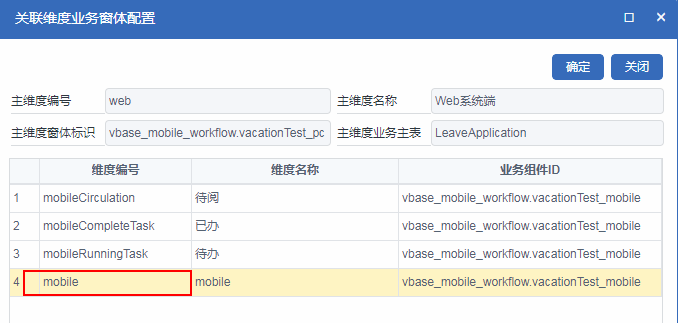 关联维度业务窗体配置
确定 关闭
主维度编号 web 主维度名称 Web系统端
主维度窗体标识 vbase_mobile_workflow.vacationTest_pc 主维度业务主表 LeaveApplication
维度编号 维度名称 业务组件ID
1 mobileCirculation 待阅 vbase_mobile_workflow.vacationTest_mobile
2 mobileCompleteTask 已办 vbase_mobile_workflow.vacationTest_mobile
3 mobileRunningTask 待办 vbase_mobile_workflow.vacationTest_mobile
4 mobile mobile vbase_mobile_workflow.vacationTest_mobile